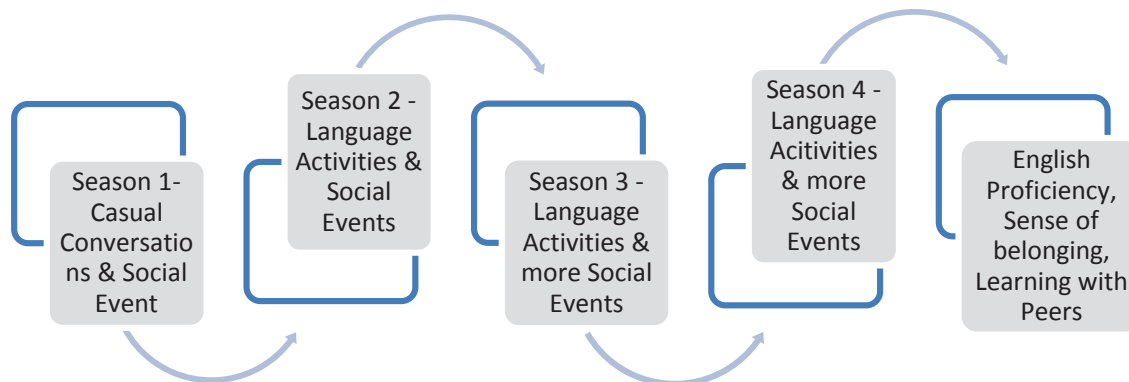 Season 1-
Casual
Conversatio
ns & Social
Event
Season 2 -
Language
Activities &
Social
Events
Season 3 -
Language
Activities &
more Social
Events
Season 4 -
Language
Acitivities
& more
Social
Events
English
Proficiency,
Sense of
belonging,
Learning with
Peers